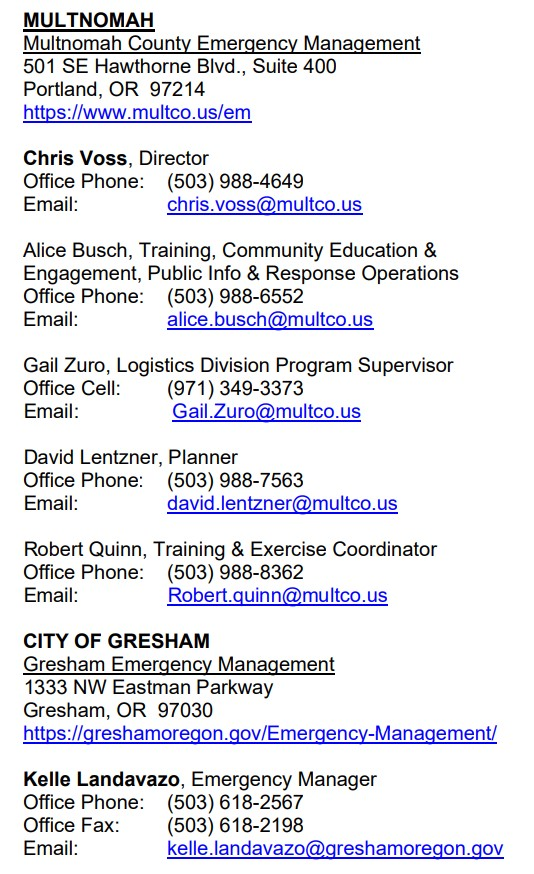 MULTNOMAH
Multnomah County Emergency Management
501 SE Hawthorne Blvd., Suite 400
Portland, OR  97214
https://www.multco.us/em
Chris Voss, Director
Office Phone: (503) 988-4649
Email: chris.voss@multco.us
Alice Busch, Training, Community Education &
Engagement, Public Info & Response Operations
Office Phone: (503) 988-6552
Email: alice.busch@multco.us
Gail Zuro, Logistics Division Program Supervisor
Office Cell: (971) 349-3373
Email: Gail.Zuro@multco.us
David Lentzner, Planner
Office Phone: (503) 988-7563
Email: david.lentzner@multco.us
Robert Quinn, Training & Exercise Coordinator
Office Phone: (503) 988-8362
Email: Robert.quinn@multco.us
CITY OF GRESHAM
Gresham Emergency Management
1333 NW Eastman Parkway
Gresham, OR  97030
https://greshamoregon.gov/Emergency-Management/
Kelle Landavazo, Emergency Manager
Office Phone: (503) 618-2567
Office Fax: (503) 618-2198
Email: kelle.landavazo@greshamoregon.gov